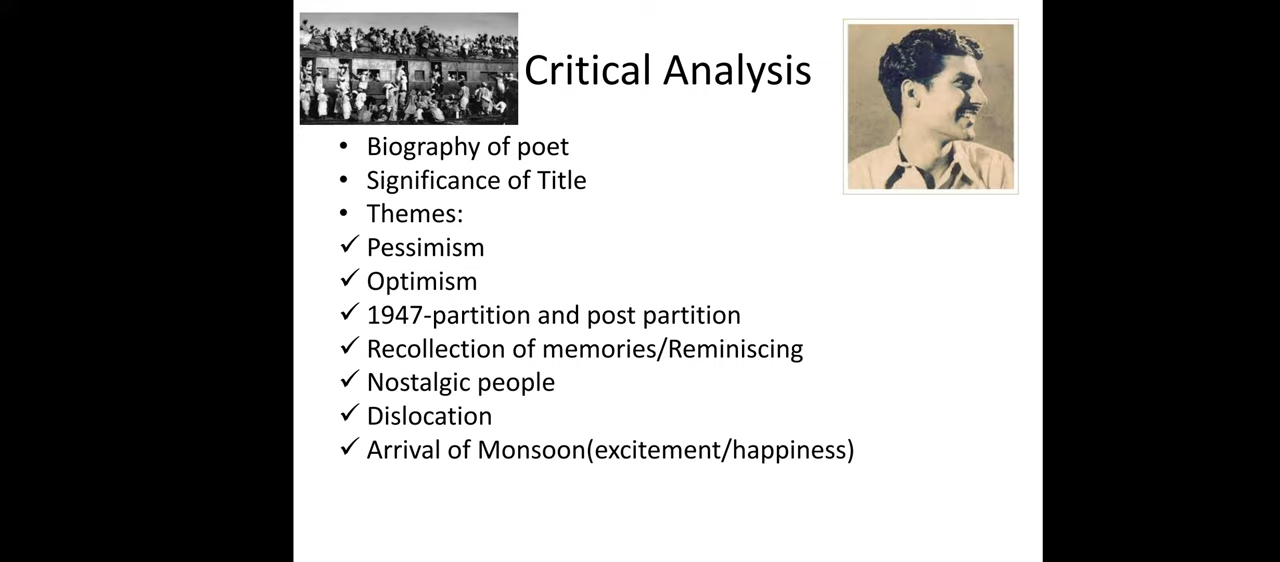 Critical Analysis
• Biography of poet
• Significance of Title
• Themes:
✓ Pessimism
✓ Optimism
✓ 1947-partition and post partition
✓ Recollection of memories/Reminiscing
✓ Nostalgic people
✓ Dislocation
✓ Arrival of Monsoon(excitement/happiness)